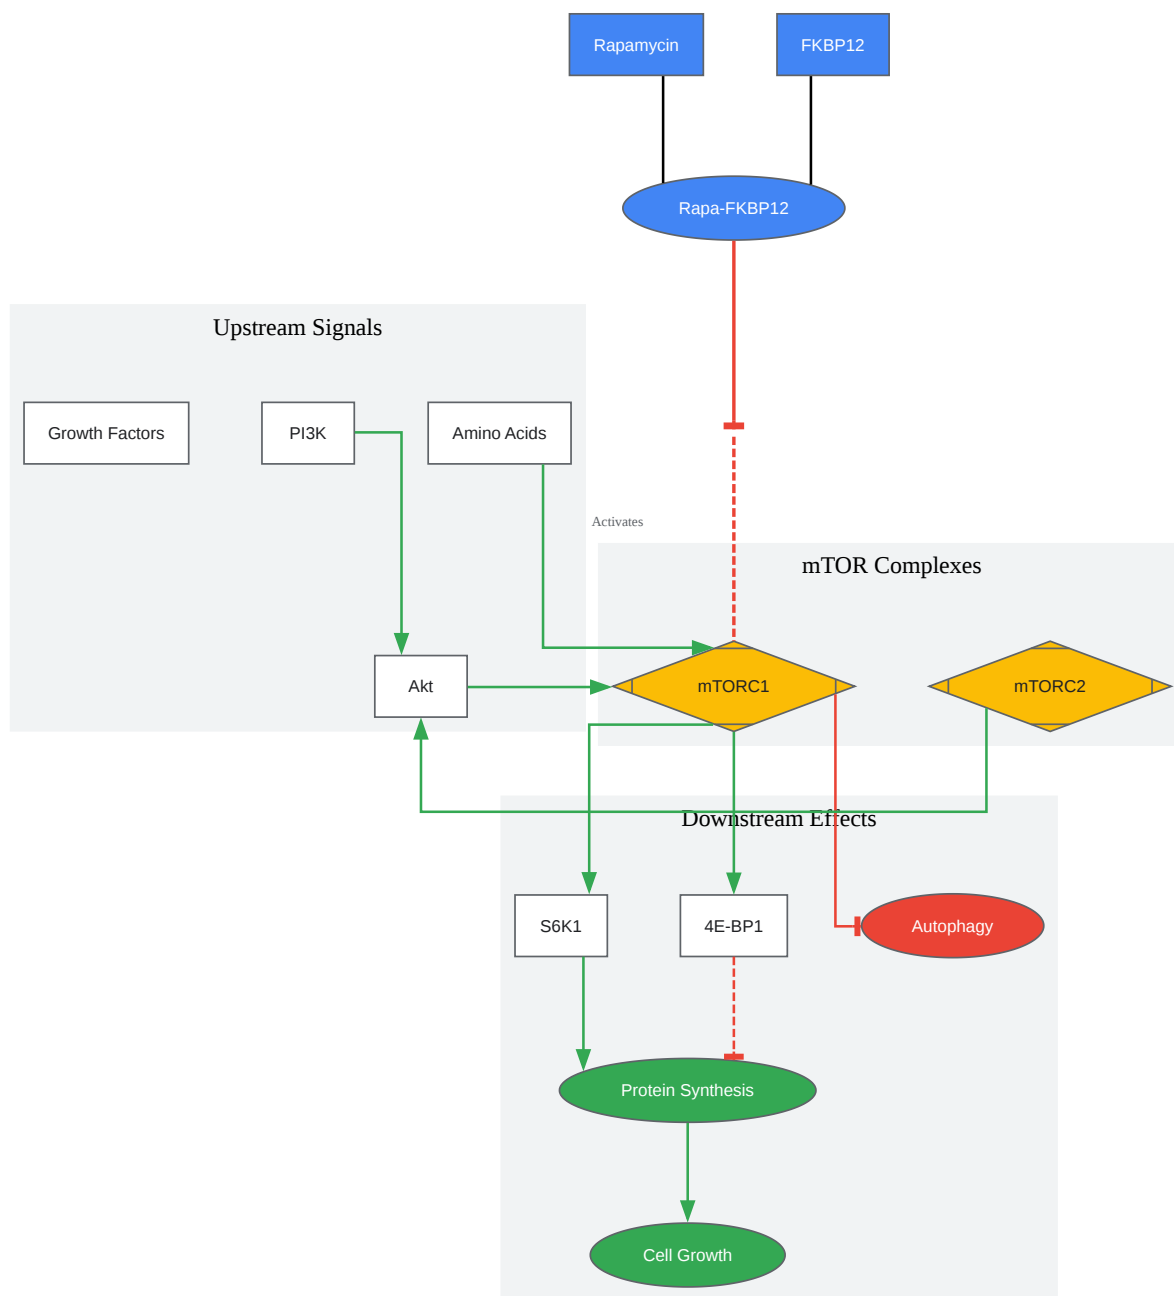 Rapamycin
FKBP12
Rapa-FKBP12
Upstream Signals
Growth Factors
PI3K
Amino Acids
Activates
mTOR Complexes
Akt
mTORC1
mTORC2
Downstream Effects
S6K1
4E-BP1
Autophagy
Protein Synthesis
Cell Growth